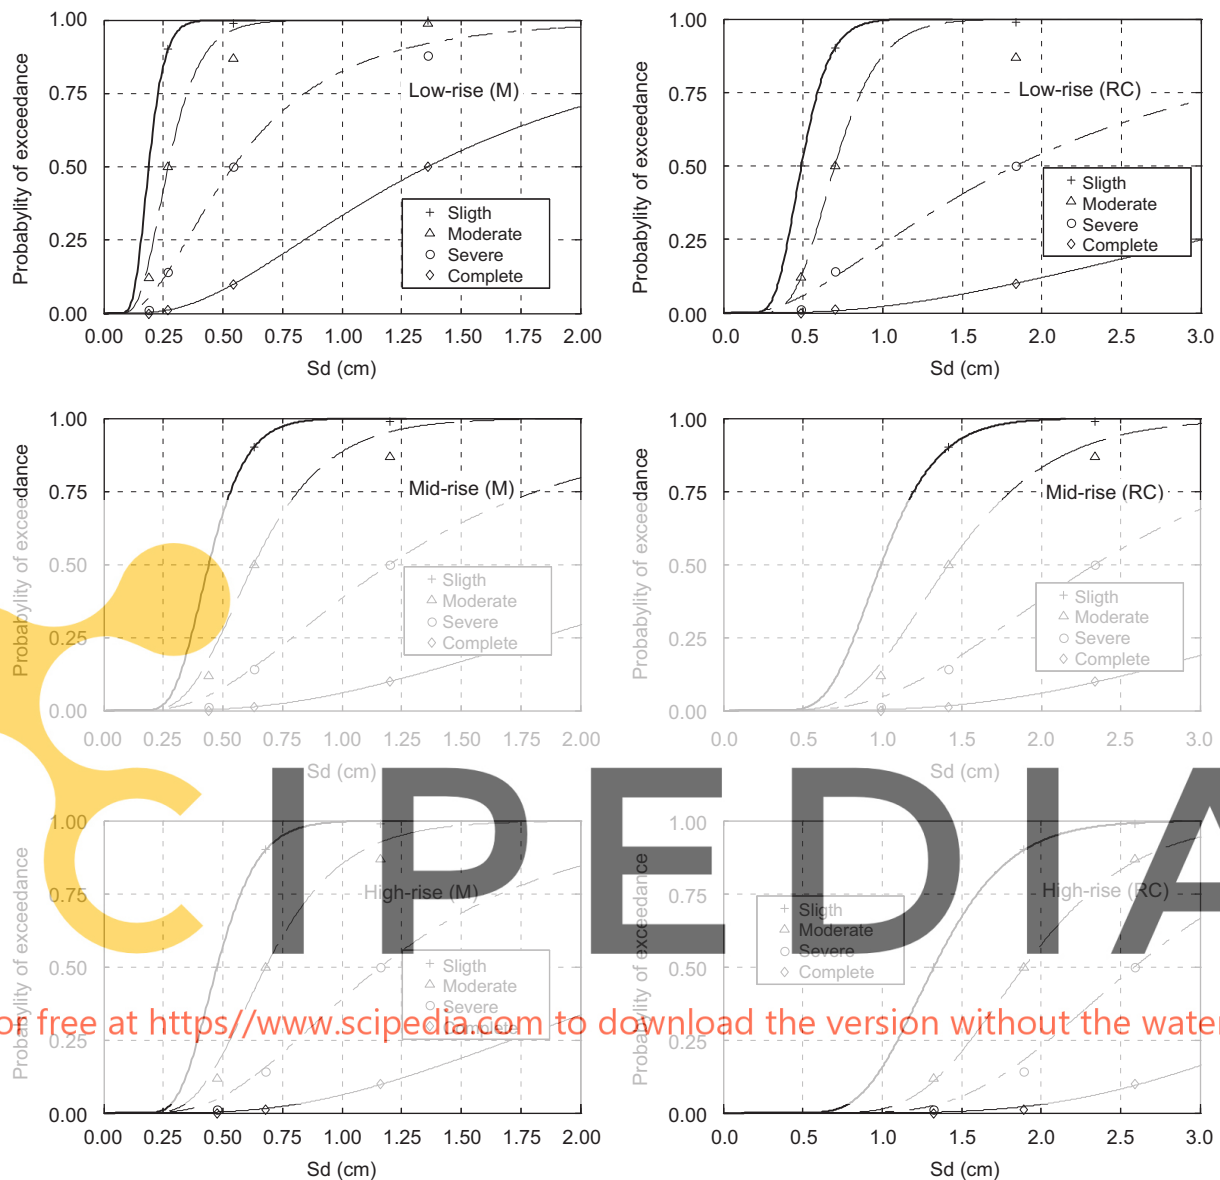 1.00
0.75
0.50
0.25
0.00
Probabylity of exceedance
Low-rise (M)
Sligth
Moderate
Severe
Complete
0.00 0.25 0.50 0.75 1.00 1.25 1.50 1.75 2.00
Sd (cm)
1.00
0.75
0.50
0.25
0.00
Probabylity of exceedance
Low-rise (RC)
Sligth
Moderate
Severe
Complete
0.0 0.5 1.0 1.5 2.0 2.5 3.0
Sd (cm)
1.00
0.75
0.50
0.25
0.00
Probabylity of exceedance
Mid-rise (M)
Sligth
Moderate
Severe
Complete
0.00 0.25 0.50 0.75 1.00 1.25 1.50 1.75 2.00
Sd (cm)
1.00
0.75
0.50
0.25
0.00
Probabylity of exceedance
Mid-rise (RC)
Sligth
Moderate
Severe
Complete
0.0 0.5 1.0 1.5 2.0 2.5 3.0
Sd (cm)
CIPEDIA
1.00
0.75
0.50
0.25
0.00
Probabylity of exceedance
High-rise (M)
Sligth
Moderate
Severe
Complete
0.00 0.25 0.50 0.75 1.00 1.25 1.50 1.75 2.00
Sd (cm)
1.00
0.75
0.50
0.25
0.00
Probabylity of exceedance
High-rise (RC)
Sligth
Moderate
Severe
Complete
0.0 0.5 1.0 1.5 2.0 2.5 3.0
Sd (cm)
or free at https//www.scipedia.com to download the version without the water